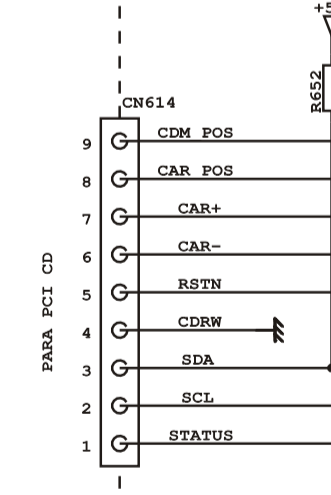 +5
R652
CN614
9 CDM POS
8 CAR POS
7 CAR+
6 CAR-
5 RSTN
4 CDRW
3 SDA
2 SCL
1 STATUS
PARA PCI CD